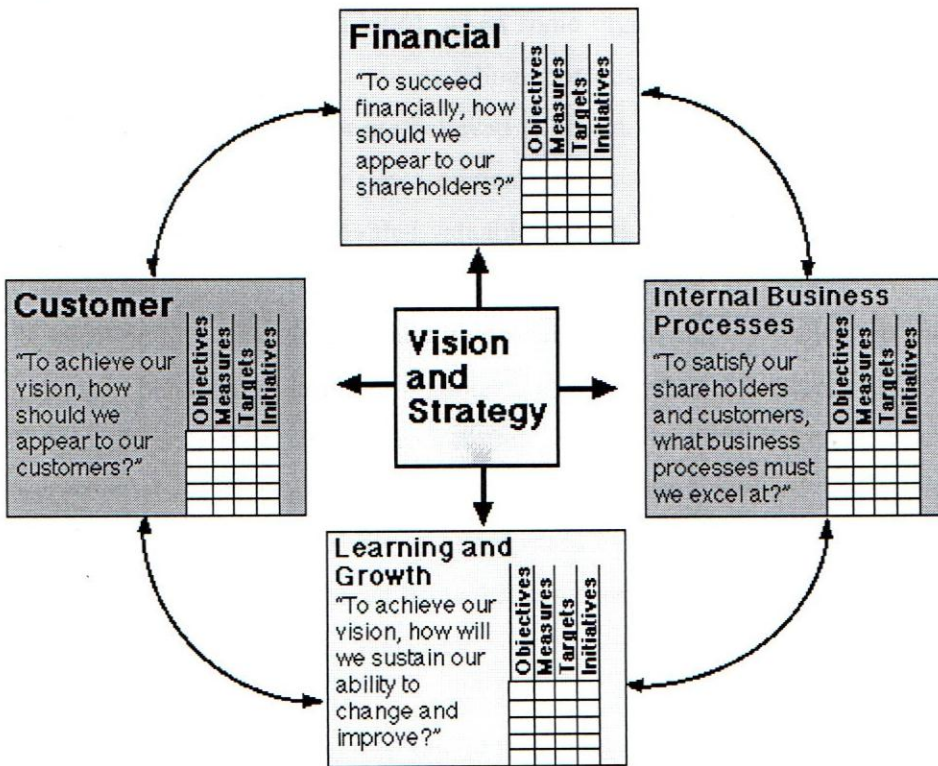 Financial
"To succeed
financially, how
should we
appear to our
shareholders?"
Objectives
Measures
Targets
Initiatives
Customer
"To achieve our
vision, how
should we
appear to our
customers?"
Objectives
Measures
Targets
Initiatives
Vision
and
Strategy
Internal Business
Processes
"To satisfy our
shareholders
and customers,
what business
processes must
we excel at?"
Objectives
Measures
Targets
Initiatives
Learning and
Growth
"To achieve our
vision, how will
we sustain our
ability to
change and
improve?"
Objectives
Measures
Targets
Initiatives